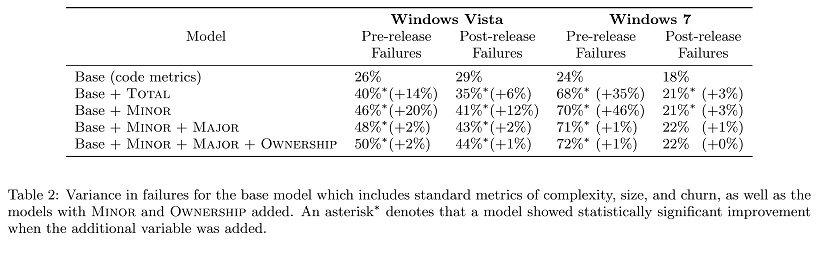 Windows Vista Windows 7
Model Pre-release Post-release Pre-release Post-release
Failures Failures Failures Failures
Base (code metrics) 26% 29% 24% 18%
Base + TOTAL 40%*(+14%) 35%*(+6%) 68%* (+35%) 21%* (+3%)
Base + MINOR 46%*(+20%) 41%*(+12%) 70%* (+46%) 21%* (+3%)
Base + MINOR + MAJOR 48%*(+2%) 43%*(+2%) 71%* (+1%) 22% (+1%)
Base + MINOR + MAJOR + OWNERSHIP 50%*(+2%) 44%*(+1%) 72%* (+1%) 22% (+0%)
Table 2: Variance in failures for the base model which includes standard metrics of complexity, size, and churn, as well as the
models with MINOR and OWNERSHIP added. An asterisk* denotes that a model showed statistically significant improvement
when the additional variable was added.